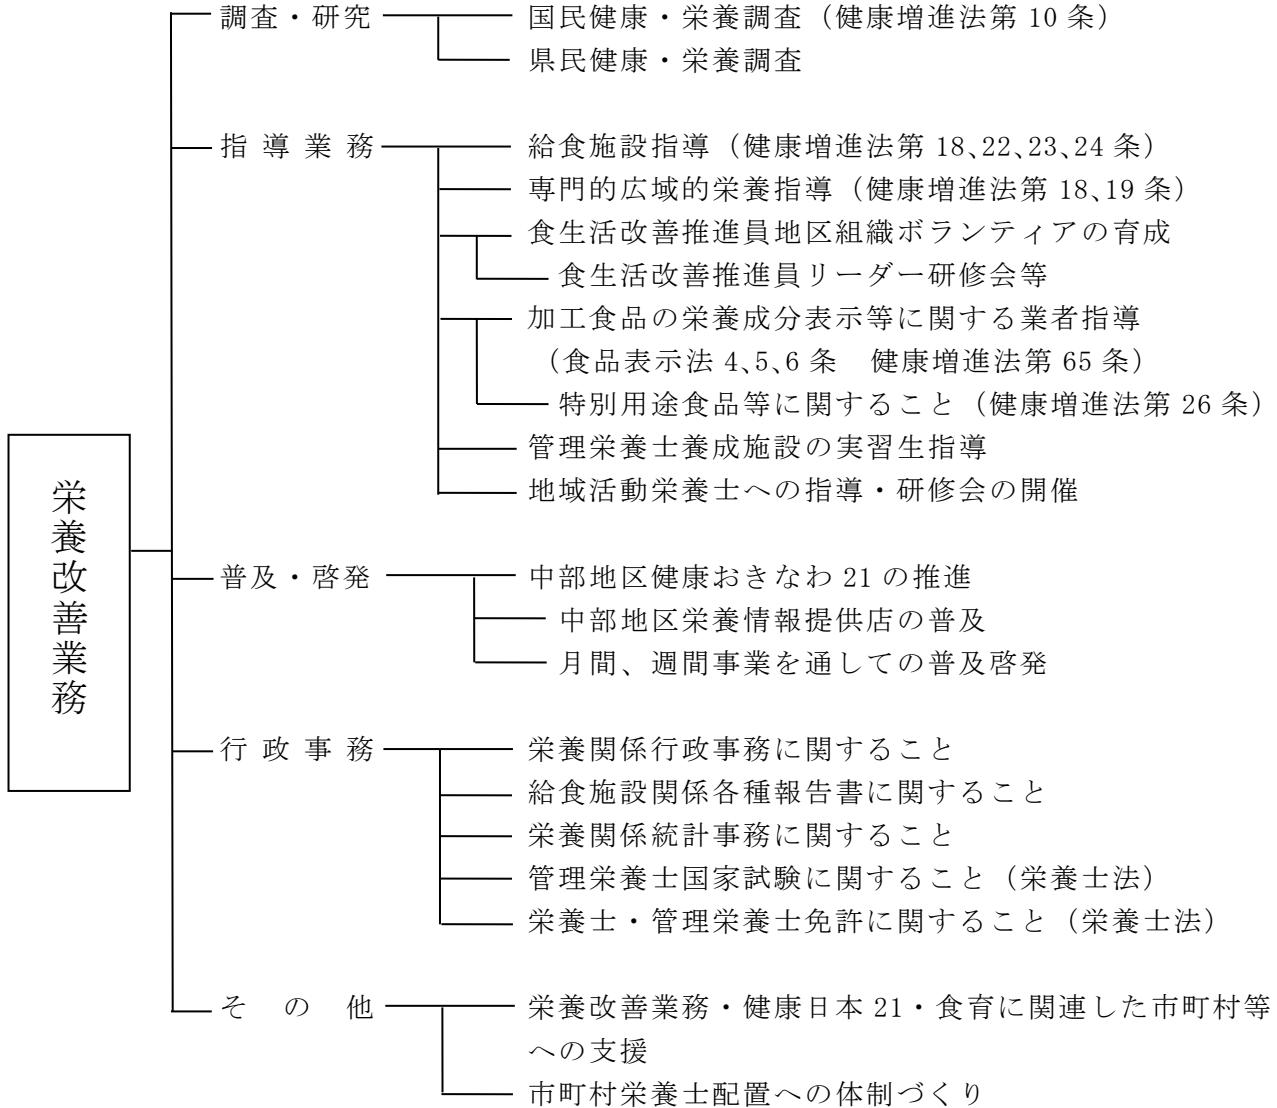 調査・研究
国民健康・栄養調査（健康増進法第 10 条）
県民健康・栄養調査
指導業務
給食施設指導（健康増進法第 18、22、23、24 条）
専門的広域的栄養指導（健康増進法第 18、19 条）
食生活改善推進員地区組織ボランティアの育成
食生活改善推進員リーダー研修会等
加工食品の栄養成分表示等に関する業者指導
（食品表示法 4、5、6 条　健康増進法第 65 条）
特別用途食品等に関すること（健康増進法第 26 条）
管理栄養士養成施設の実習生指導
地域活動栄養士への指導・研修会の開催
栄養改善業務
普及・啓発
中部地区健康おきなわ 21 の推進
中部地区栄養情報提供店の普及
月間、週間事業を通しての普及啓発
行政事務
栄養関係行政事務に関すること
給食施設関係各種報告書に関すること
栄養関係統計事務に関すること
管理栄養士国家試験に関すること（栄養士法）
栄養士・管理栄養士免許に関すること（栄養士法）
その他
栄養改善業務・健康日本 21・食育に関連した市町村等
への支援
市町村栄養士配置への体制づくり